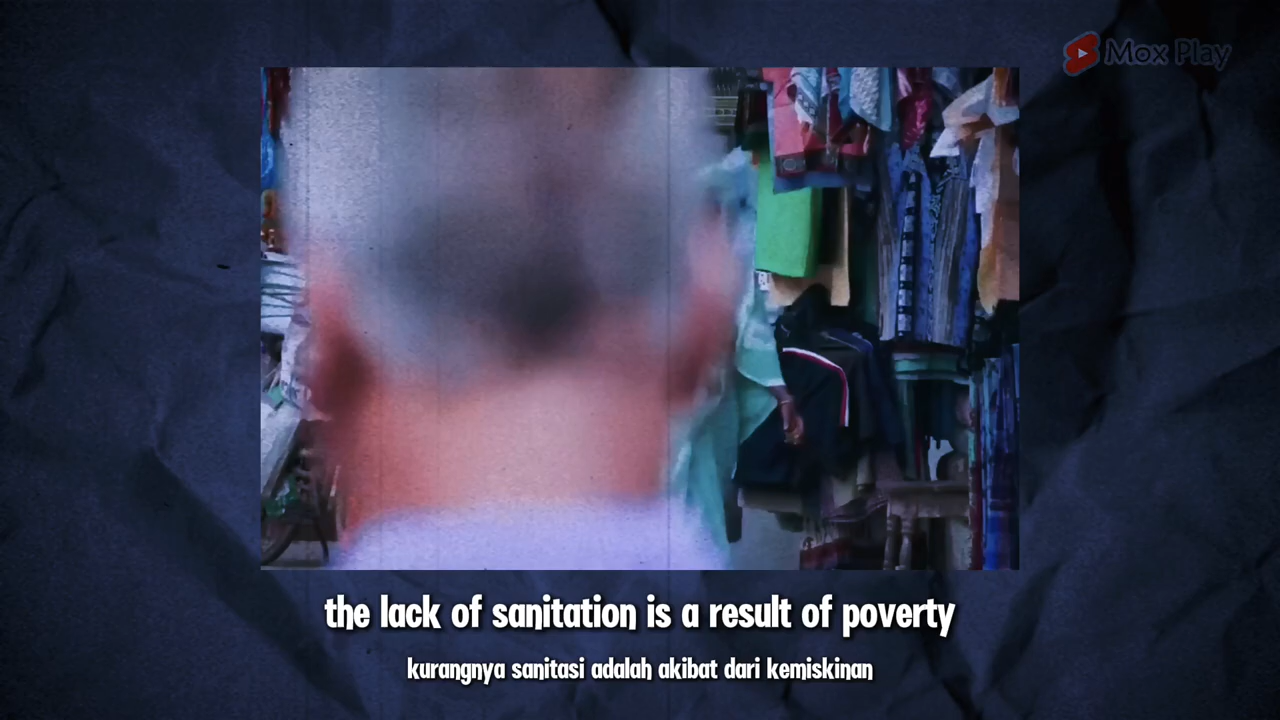 Mox Play
the lack of sanitation is a result of poverty
kurangnya sanitasi adalah akibat dari kemiskinan